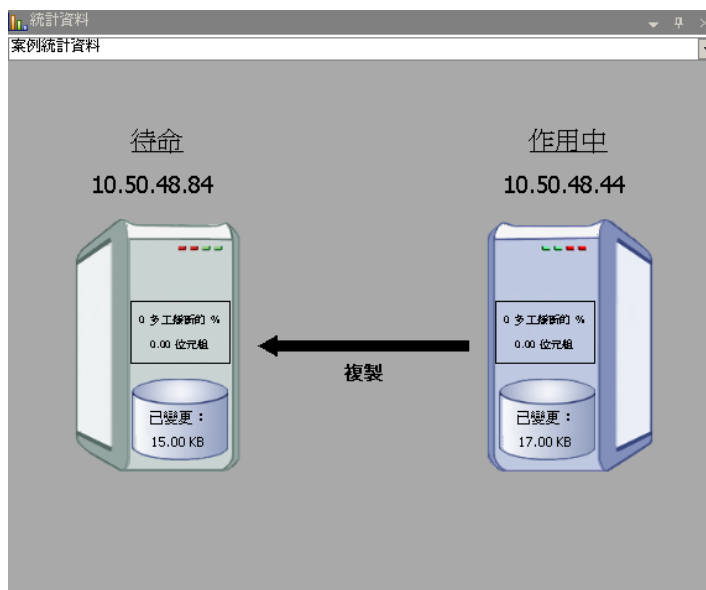 統計資料
案例統計資料
待命
作用中
10.50.48.84
10.50.48.44
0 多工緩衝的 %
0.00 位元組
0 多工緩衝的 %
0.00 位元組
複製
已變更：
15.00 KB
已變更：
17.00 KB